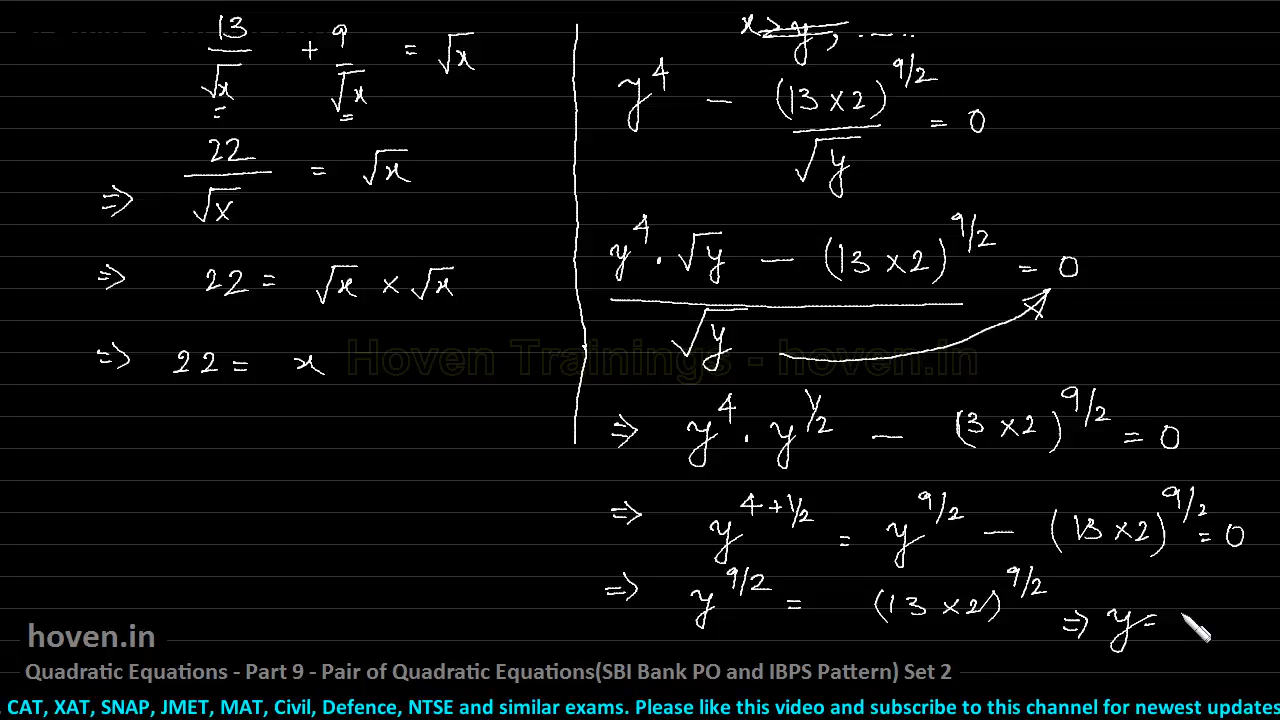 13/√x + 9/√x = √x
⇒ 22/√x = √x
⇒ 22 = √x × √x
⇒ 22 = x
x > y, .....
y^4 - (13 × 2)^9/2 / √y = 0
y^4 . √y - (13 × 2)^9/2 / √y = 0
⇒ y^4 . y^1/2 - (13 × 2)^9/2 = 0
⇒ y^4+1/2 = y^9/2 - (13 × 2)^9/2 = 0
⇒ y^9/2 = (13 × 2)^9/2 ⇒ y =
Hoven Trainings - hoven.in
hoven.in
Quadratic Equations - Part 9 - Pair of Quadratic Equations(SBI Bank PO and IBPS Pattern) Set 2
CAT, XAT, SNAP, JMET, MAT, Civil, Defence, NTSE and similar exams. Please like this video and subscribe to this channel for newest updates